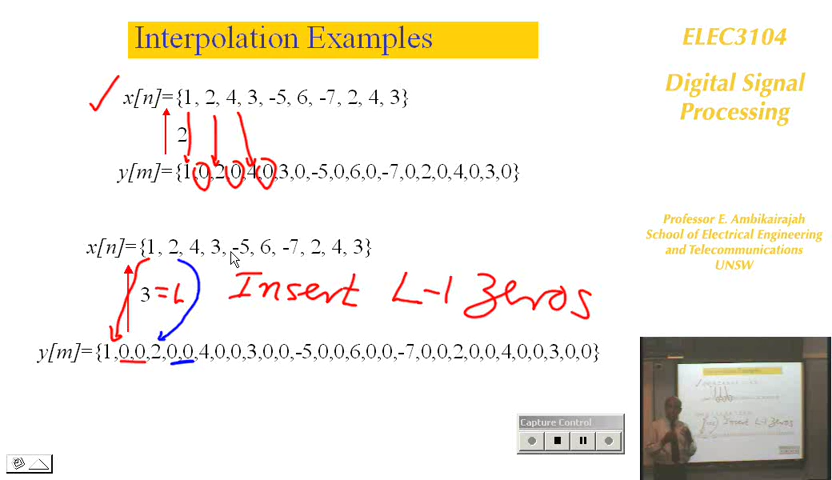 Interpolation Examples
x[n]={1, 2, 4, 3, -5, 6, -7, 2, 4, 3}
2
y[m]={1,0,2,0,4,0,3,0,-5,0,6,0,-7,0,2,0,4,0,3,0}
x[n]={1, 2, 4, 3, -5, 6, -7, 2, 4, 3}
3 =L Insert L-1 Zeros
y[m]={1,0,0,2,0,0,4,0,0,3,0,0,-5,0,0,6,0,0,-7,0,0,2,0,0,4,0,0,3,0,0}
ELEC3104
Digital Signal
Processing
Professor E. Ambikairajah
School of Electrical Engineering
and Telecommunications
UNSW
Capture Control